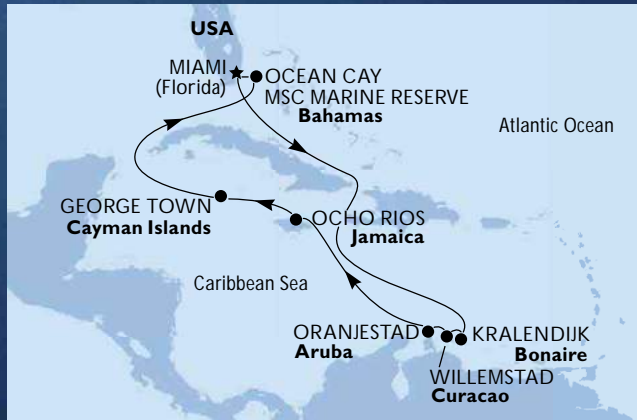 USA
MIAMI
(Florida)
OCEAN CAY
MSC MARINE RESERVE
Bahamas
Atlantic Ocean
GEORGE TOWN
Cayman Islands
OCHO RIOS
Jamaica
Caribbean Sea
ORANJESTAD
Aruba
KRALENDIJK
Bonaire
WILLEMSTAD
Curacao